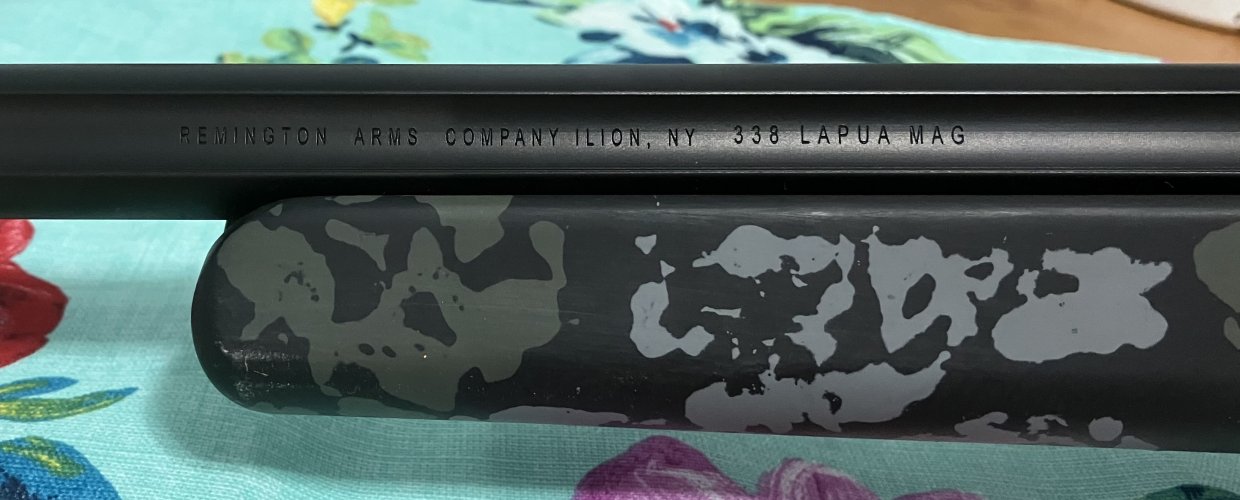 REMINGTON ARMS COMPANY ILION, NY 338 LAPUA MAG